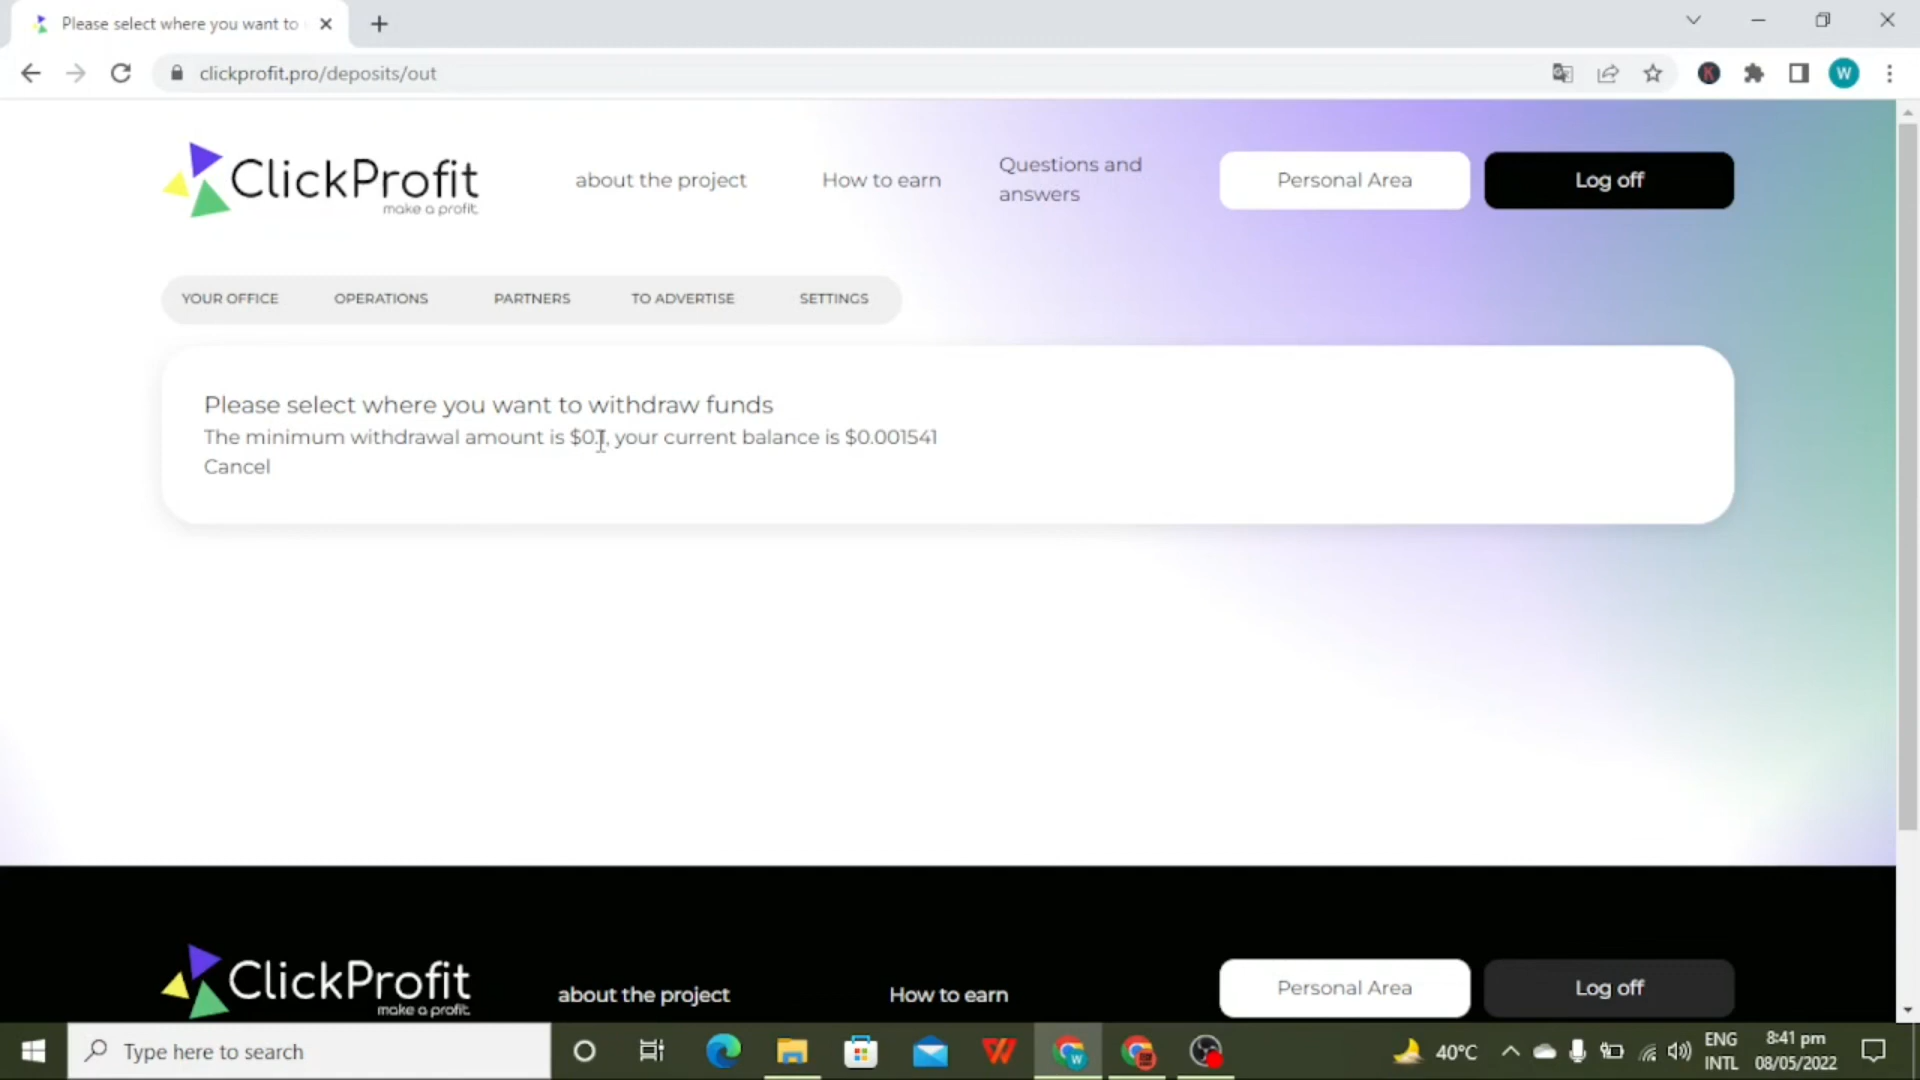 Please select where you want to
clickprofit.pro/deposits/out
W
ClickProfit
make a profit.
about the project
How to earn
Questions and
answers
Personal Area
Log off
YOUR OFFICE
OPERATIONS
PARTNERS
TO ADVERTISE
SETTINGS
Please select where you want to withdraw funds
The minimum withdrawal amount is $0.1, your current balance is $0.001541
Cancel
ClickProfit
make a profit.
about the project
How to earn
Personal Area
Log off
Type here to search
40°C
ENG
INTL
8:41 pm
08/05/2022